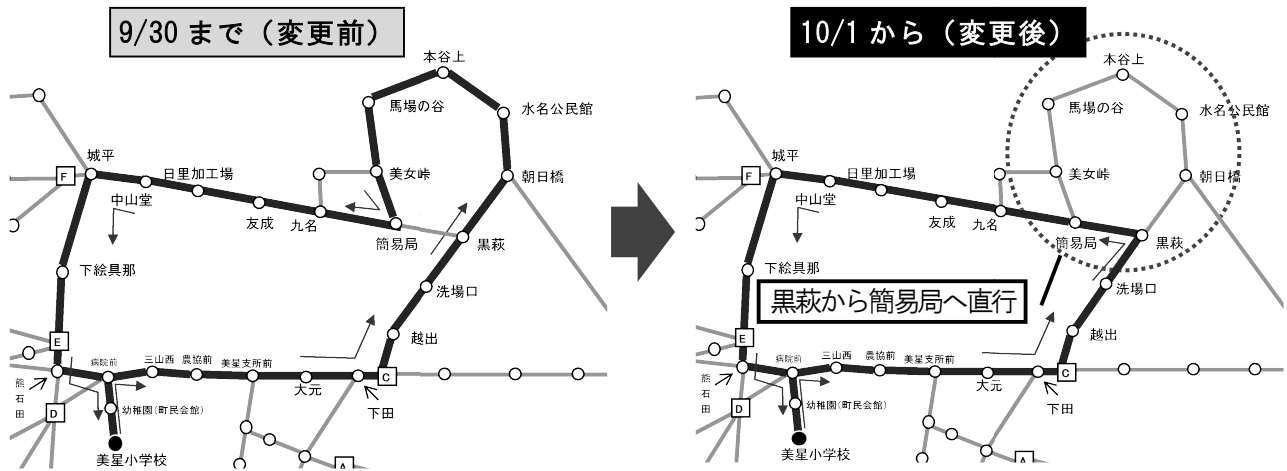 9/30 まで（変更前）
本谷上
馬場の谷
水名公民館
城平
F
日里加工場
美女峠
朝日橋
中山堂
友成
九名
簡易局
黒萩
下絵具那
洗場口
越出
E
病院前
三山西
農協前
美星支所前
大元
C
下田
熊石田
D
幼稚園(町民会館)
美星小学校
A
10/1 から（変更後）
本谷上
馬場の谷
水名公民館
城平
F
日里加工場
美女峠
朝日橋
中山堂
友成
九名
簡易局
黒萩
下絵具那
黒萩から簡易局へ直行
洗場口
越出
E
病院前
三山西
農協前
美星支所前
大元
C
下田
熊石田
D
幼稚園(町民会館)
美星小学校
A